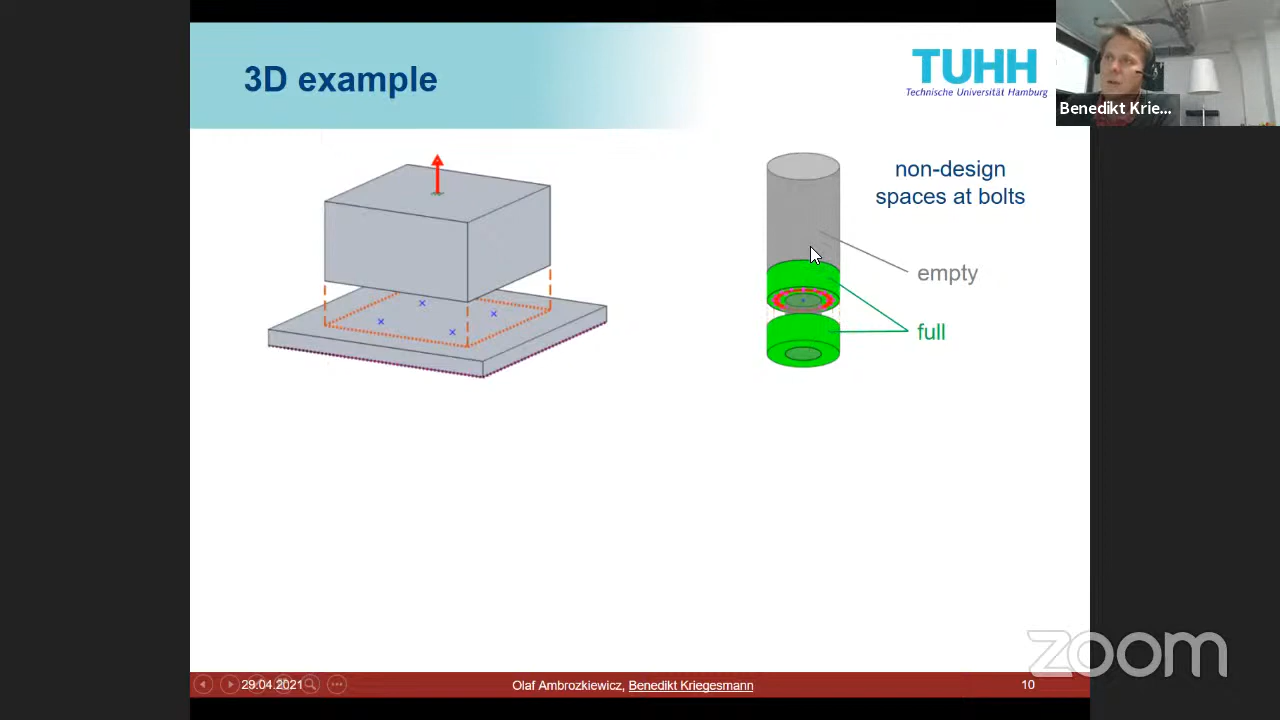 3D example
TUHH
Technische Universität Hamburg
Benedikt Krie...
non-design
spaces at bolts
empty
full
zoom
29.04.2021
Olaf Ambrozkiewicz, Benedikt Kriegesmann
10